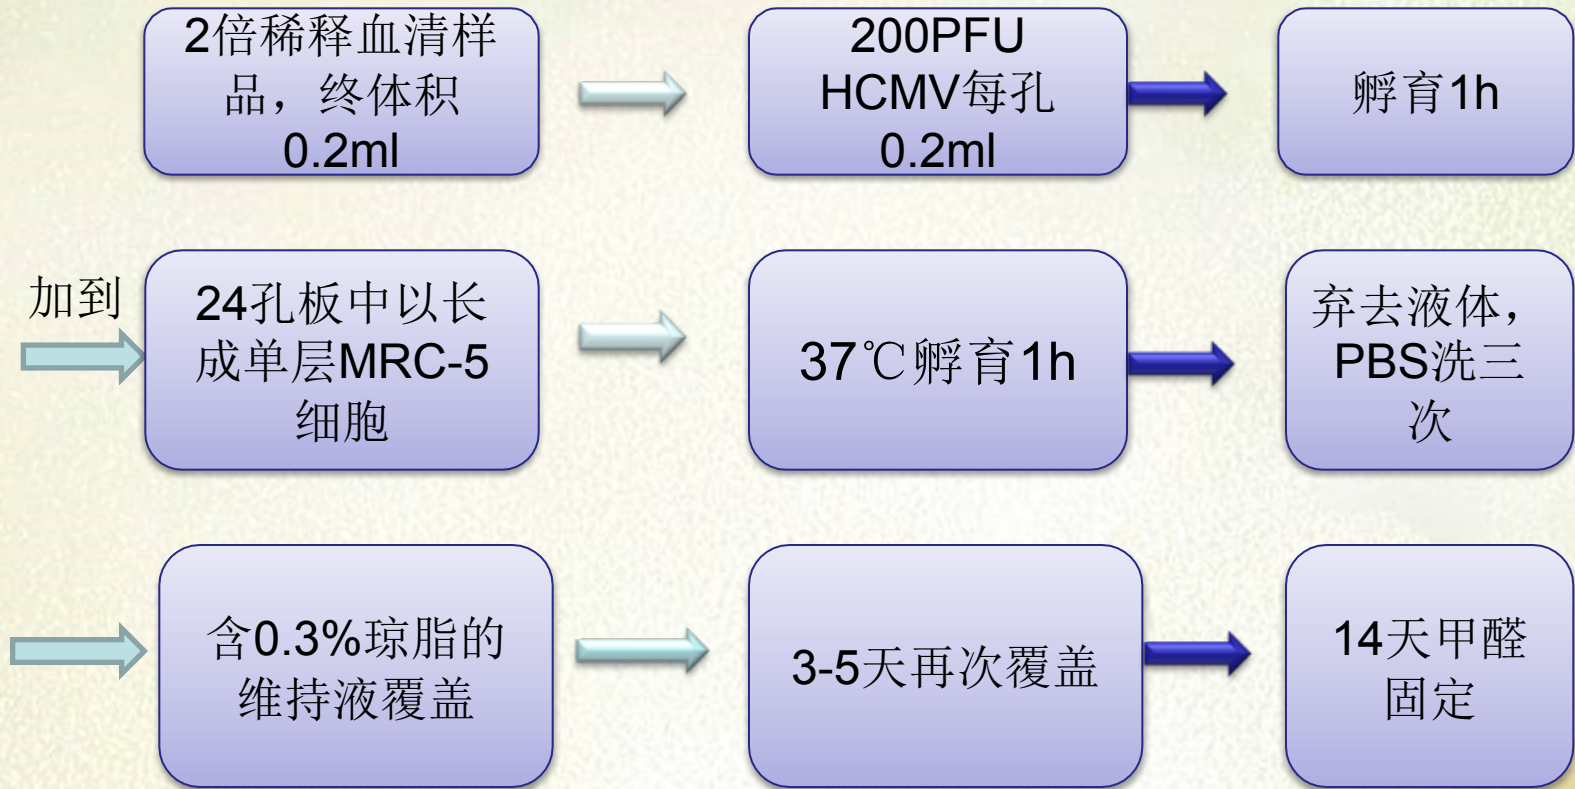 2倍稀释血清样
品，终体积
0.2ml
200PFU
HCMV每孔
0.2ml
孵育1h
加到
24孔板中以长
成单层MRC-5
细胞
37℃孵育1h
弃去液体，
PBS洗三
次
含0.3%琼脂的
维持液覆盖
3-5天再次覆盖
14天甲醛
固定